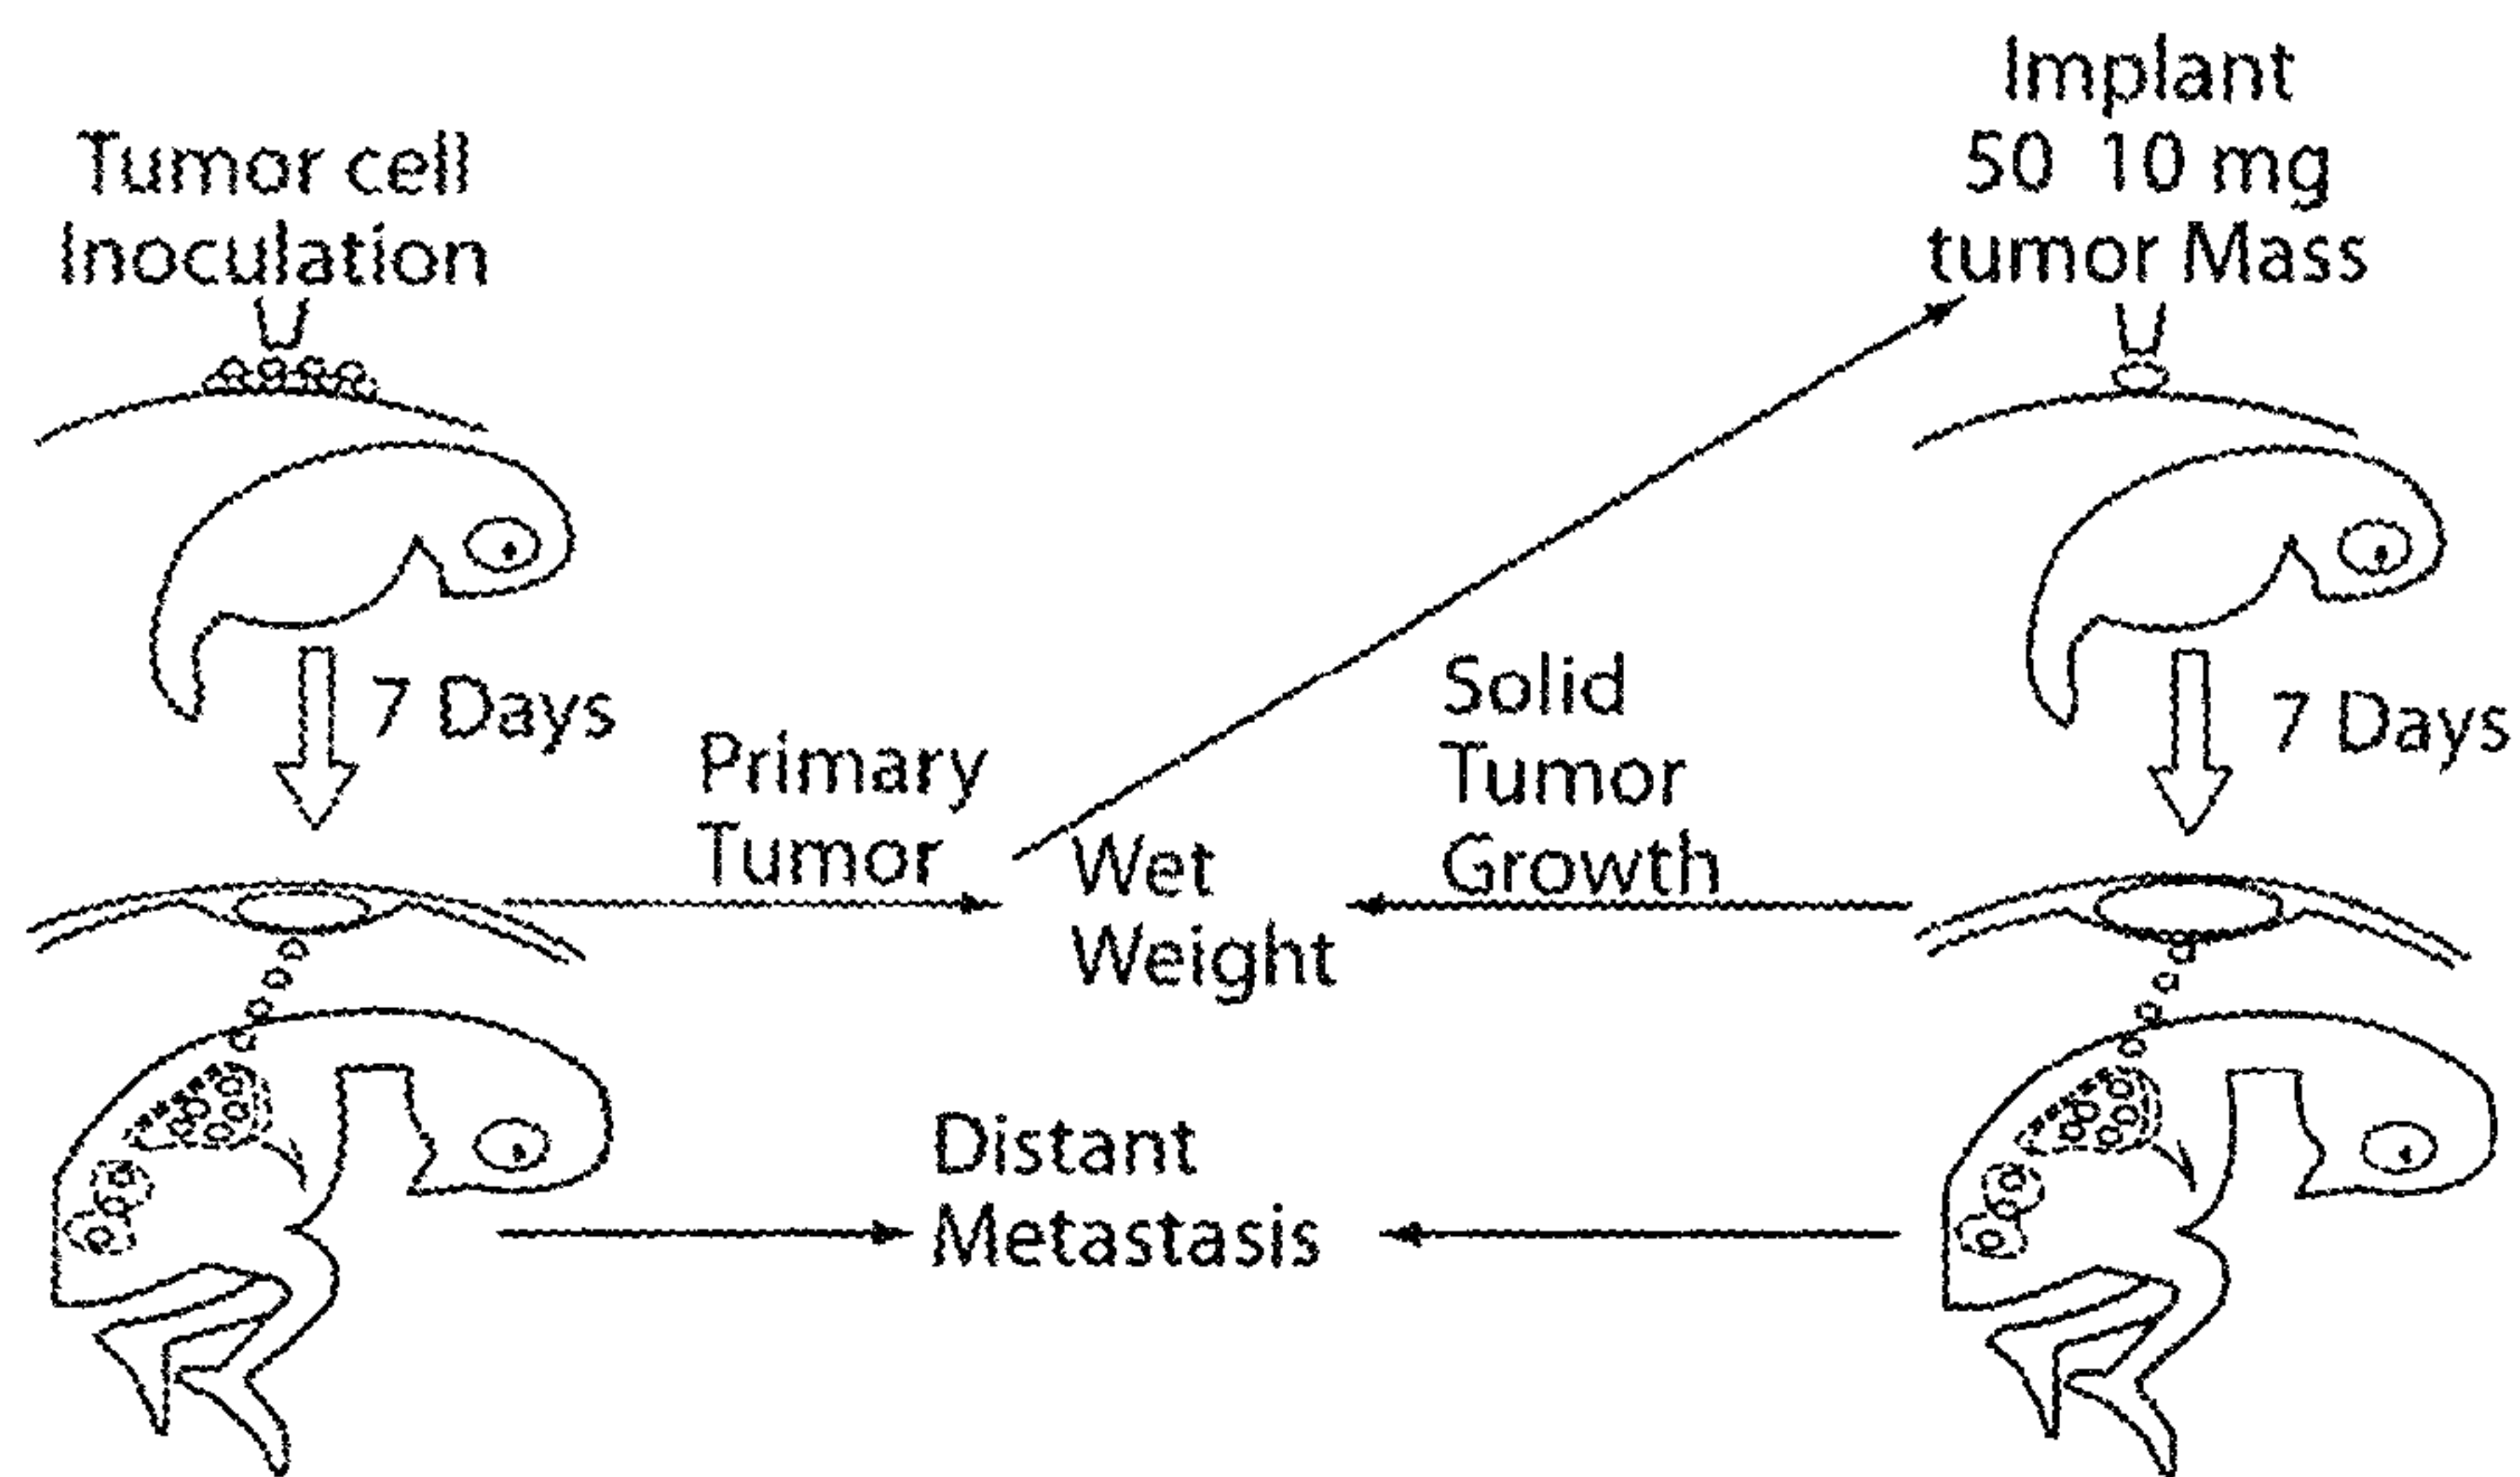 Implant
50 10 mg
tumor Mass
Tumor cell
Inoculation
7 Days
7 Days
Primary
Tumor
Solid
Tumor
Growth
Wet
Weight
Distant
Metastasis